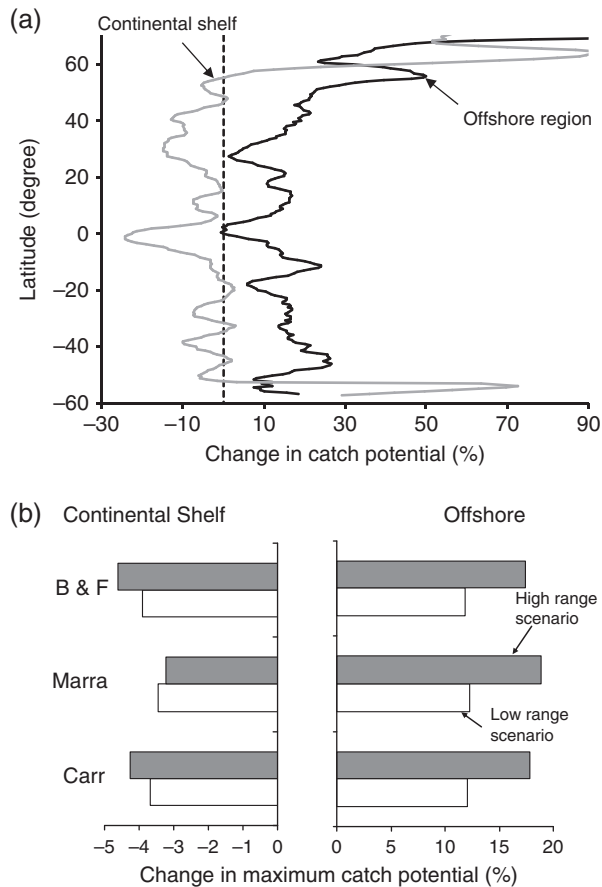 (a)
Continental shelf
60
40
20
0
−20
−40
−60
Latitude (degree)
Offshore region
−30 −10 10 30 50 70 90
Change in catch potential (%)
(b) Continental Shelf Offshore
B & F
Marra
Carr
High range
scenario
Low range
scenario
−5 −4 −3 −2 −1 0 0 5 10 15 20
Change in maximum catch potential (%)